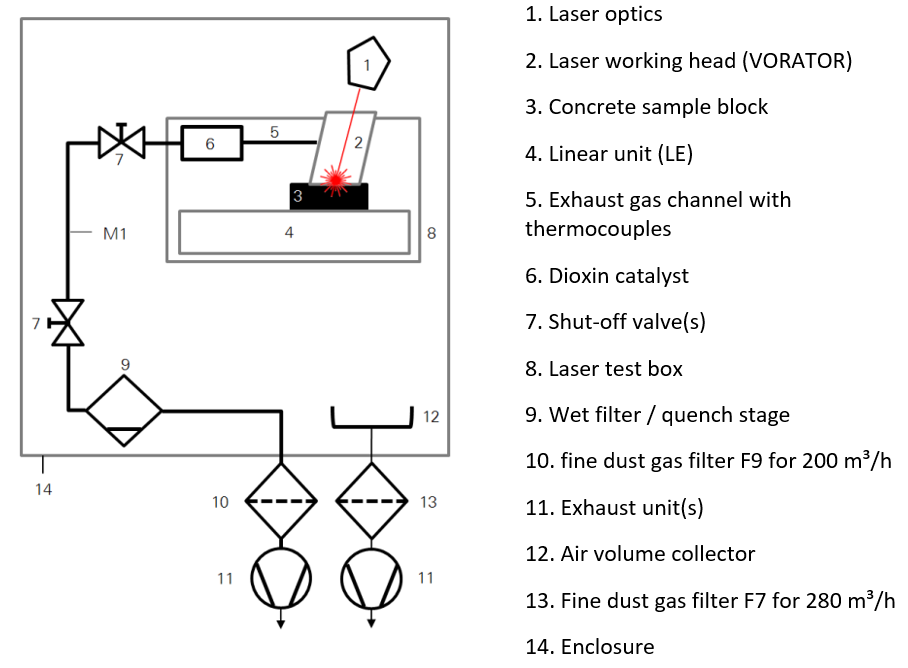 1
2
5
6
7
3
4
M1
8
7
9
12
14
10
13
11
11
1. Laser optics
2. Laser working head (VORATOR)
3. Concrete sample block
4. Linear unit (LE)
5. Exhaust gas channel with
thermocouples
6. Dioxin catalyst
7. Shut-off valve(s)
8. Laser test box
9. Wet filter / quench stage
10. fine dust gas filter F9 for 200 m³/h
11. Exhaust unit(s)
12. Air volume collector
13. Fine dust gas filter F7 for 280 m³/h
14. Enclosure